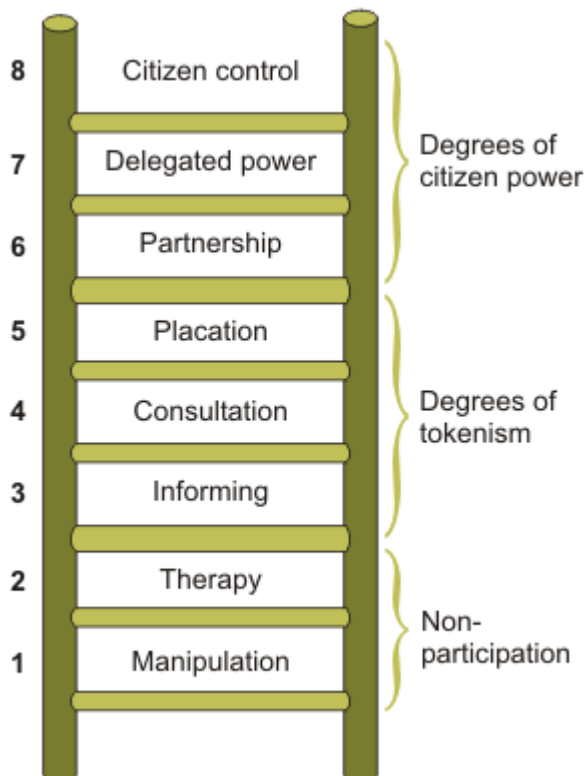 8 Citizen control
7 Delegated power
Degrees of
citizen power
6 Partnership
5 Placation
4 Consultation
Degrees of
tokenism
3 Informing
2 Therapy
1 Manipulation
Non-
participation